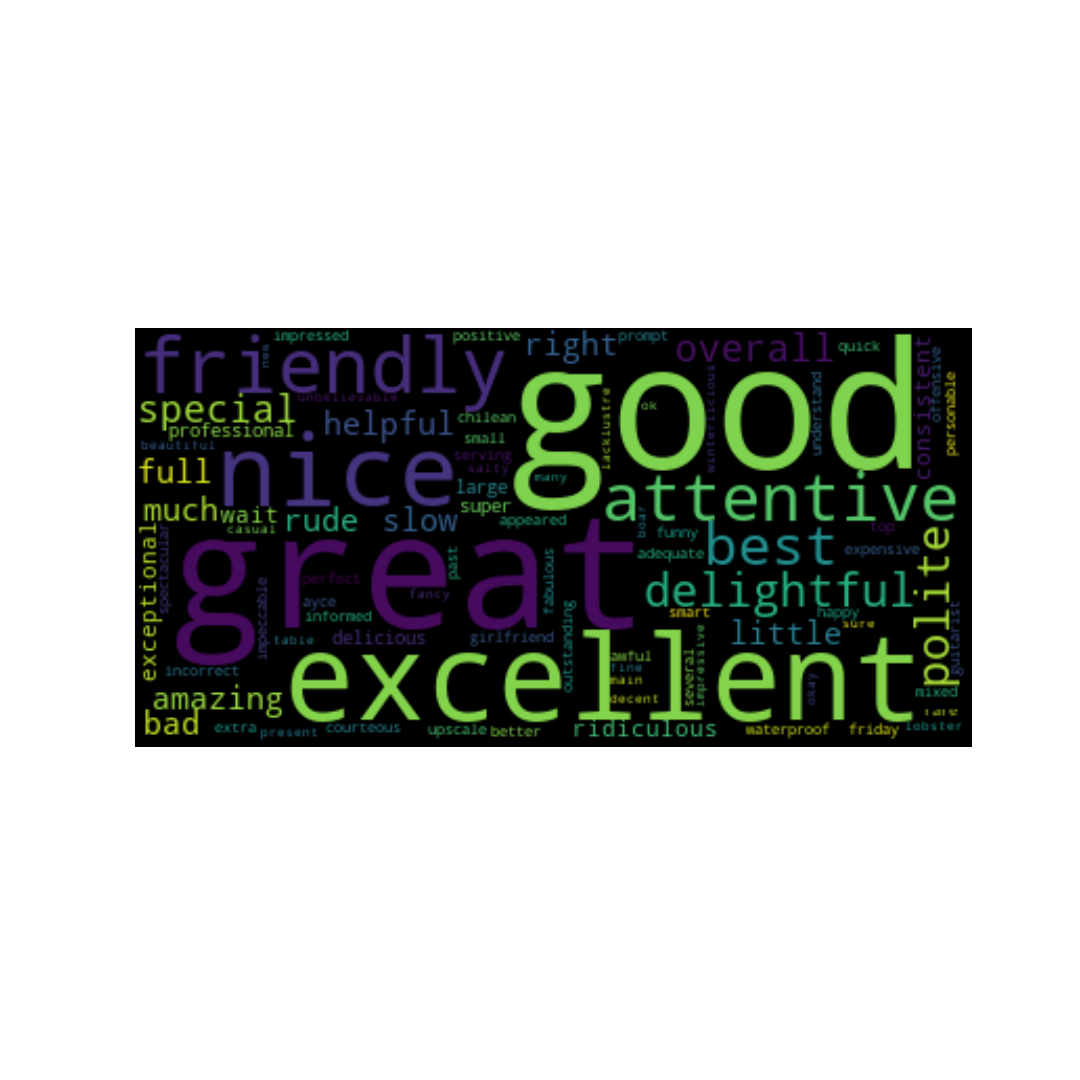 friendly
new
impressed
positive
right
prompt
overall
quick
good
unbelievable
special
professional
helpful
chilean
small
beautiful
nice
serving
salty
lacklustre
ok
winterlicious
understand
consistent
offensive
personable
full
large
many
attentive
much
wait
casual
rude
slow
super
appeared
boar
funny
top
great
best
adequate
expensive
exceptional
spectacular
impeccable
perfect
past
fancy
fabulous
delightful
polite
ayce
informed
smart
happy
sure
table
delicious
girlfriend
outstanding
little
guitarist
incorrect
excellent
awful
fine
main
decent
several
impressive
okay
amazing
mixed
rare
bad
extra
present
courteous
upscale
better
ridiculous
waterproof
friday
lobster